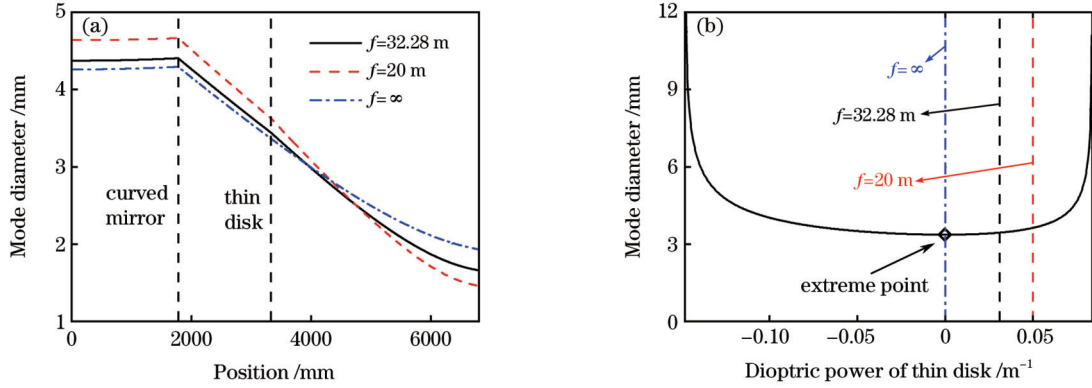 (a)
f=32.28 m
f=20 m
f=∞
curved
mirror
thin
disk
5
4
3
2
1
0
2000
4000
6000
Mode diameter /mm
Position /mm
(b)
f=∞
f=32.28 m
f=20 m
extreme point
12
9
6
3
0
−0.10
−0.05
0
0.05
Mode diameter /mm
Dioptric power of thin disk /m⁻¹